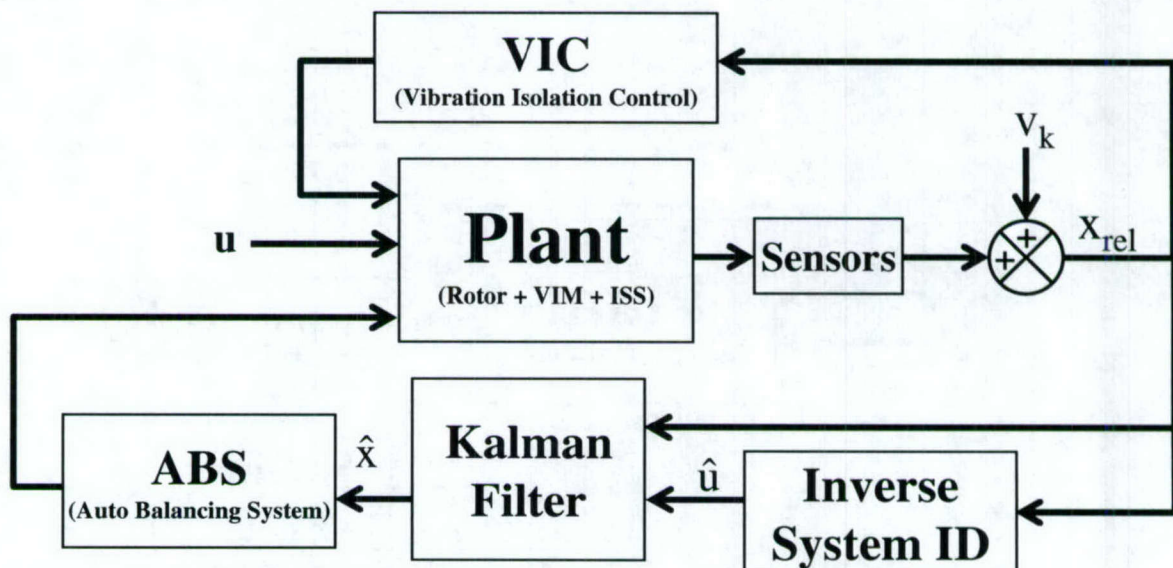 VIC
(Vibration Isolation Control)
v_k
u
Plant
(Rotor + VIM + ISS)
Sensors
+
+
x_rel
ABS
(Auto Balancing System)
x̂
Kalman
Filter
û
Inverse
System ID